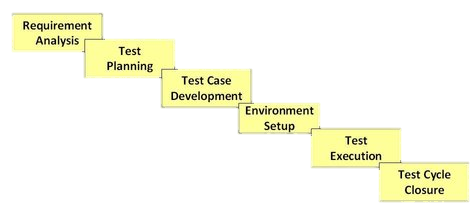 Requirement
Analysis
Test
Planning
Test Case
Development
Environment
Setup
Test
Execution
Test Cycle
Closure